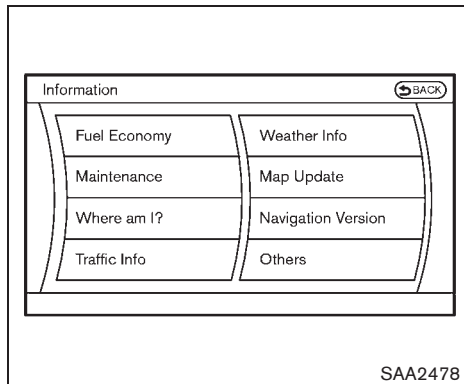 Information
BACK
Fuel Economy
Weather Info
Maintenance
Map Update
Where am I?
Navigation Version
Traffic Info
Others
SAA2478